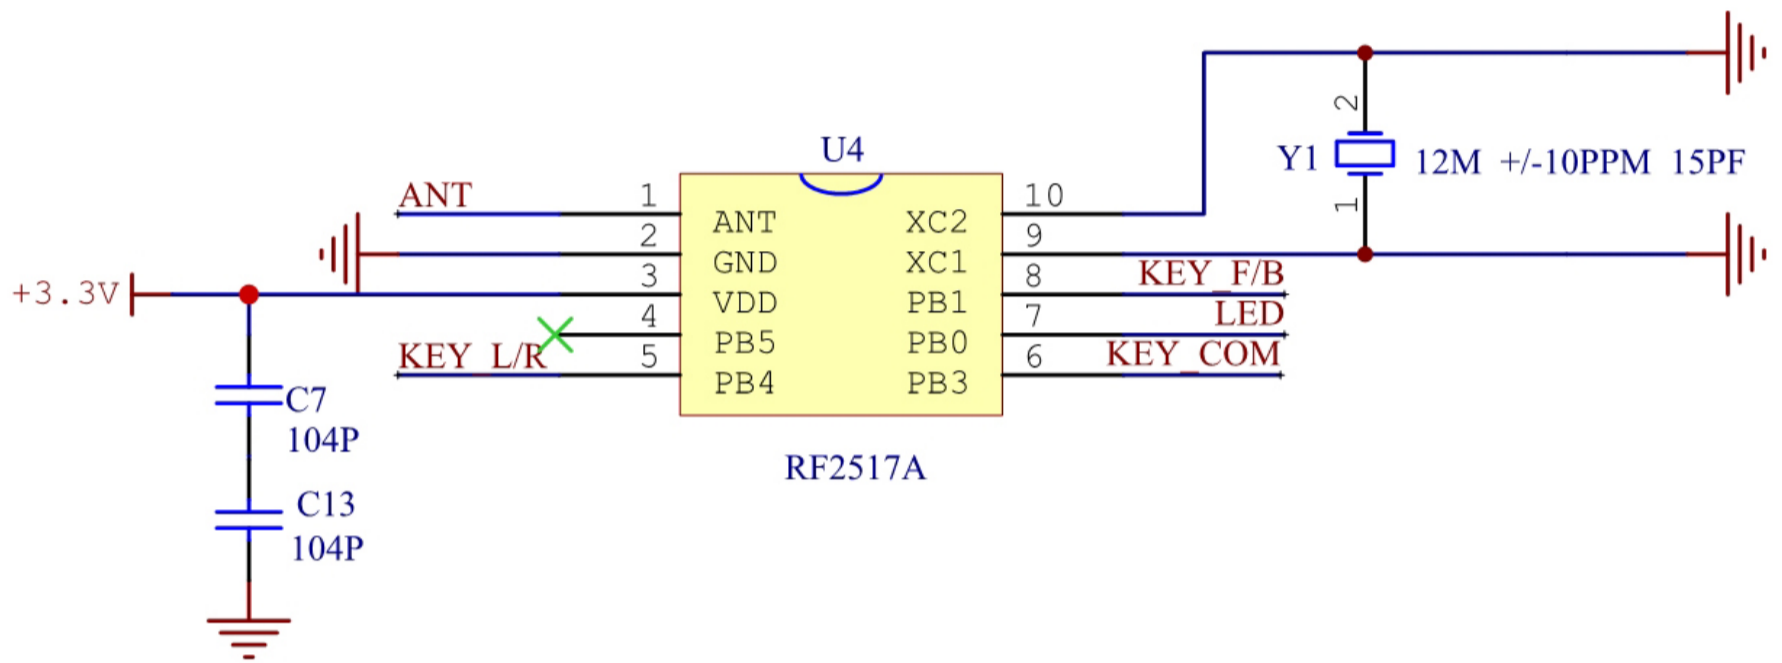 U4
ANT
1
ANT
2
GND
+3.3V
3
VDD
4
PB5
KEY_L/R
5
PB4
10
XC2
9
XC1
KEY_F/B
8
PB1
LED
7
PB0
KEY_COM
6
PB3
RF2517A
2
Y1 12M +/-10PPM 15PF
1
C7
104P
C13
104P